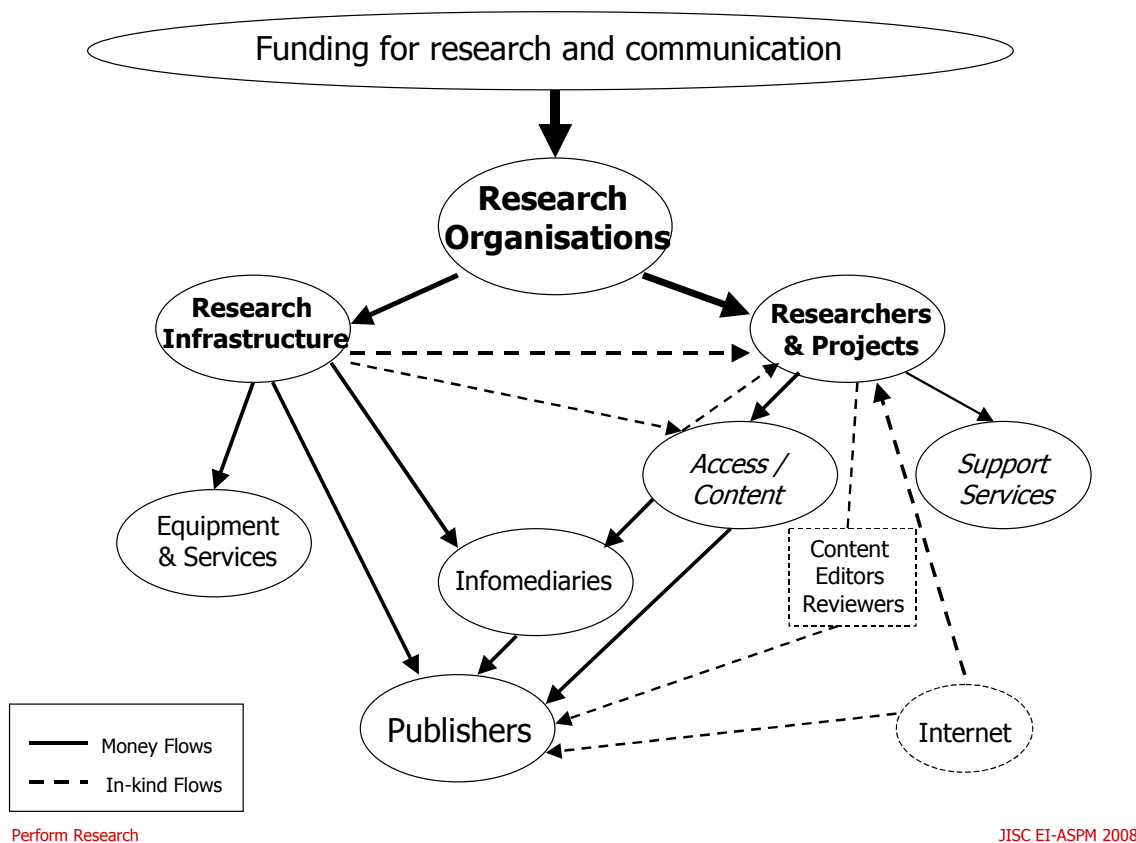 Funding for research and communication
Research
Organisations
Research
Infrastructure
Researchers
& Projects
Access /
Content
Support
Services
Equipment
& Services
Infomediaries
Content
Editors
Reviewers
Publishers
Internet
Money Flows
In-kind Flows
Perform Research
JISC EI-ASPM 2008